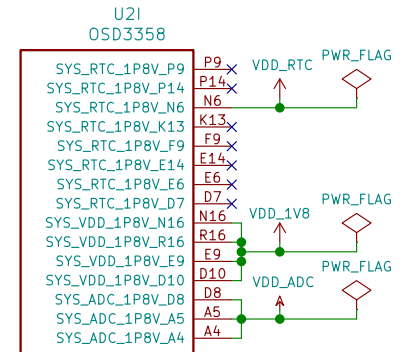 U2I
OSD3358
SYS_RTC_1P8V_P9 P9
SYS_RTC_1P8V_P14 P14
SYS_RTC_1P8V_N6 N6
SYS_RTC_1P8V_K13 K13
SYS_RTC_1P8V_F9 F9
SYS_RTC_1P8V_E14 E14
SYS_RTC_1P8V_E6 E6
SYS_RTC_1P8V_D7 D7
SYS_VDD_1P8V_N16 N16
SYS_VDD_1P8V_R16 R16
SYS_VDD_1P8V_E9 E9
SYS_VDD_1P8V_D10 D10
SYS_ADC_1P8V_D8 D8
SYS_ADC_1P8V_A5 A5
SYS_ADC_1P8V_A4 A4
VDD_RTC
PWR_FLAG
VDD_1V8
PWR_FLAG
VDD_ADC
PWR_FLAG